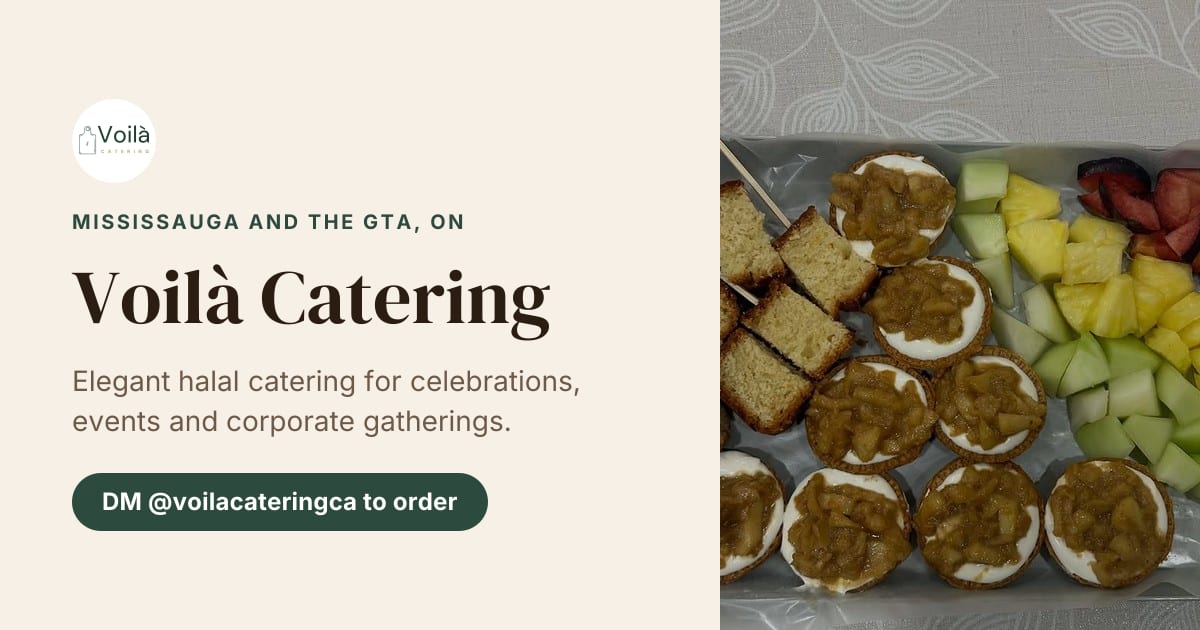 Voilà
CATERING
MISSISSAUGA AND THE GTA, ON
Voilà Catering
Elegant halal catering for celebrations,
events and corporate gatherings.
DM @voilacateringca to order